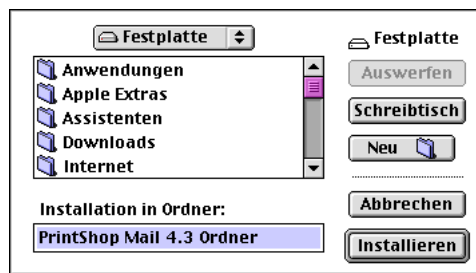 Festplatte
Festplatte
Anwendungen
Auswerfen
Apple Extras
Assistenten
Schreibtisch
Downloads
Neu
Internet
Installation in Ordner:
Abbrechen
PrintShop Mail 4.3 Ordner
Installieren